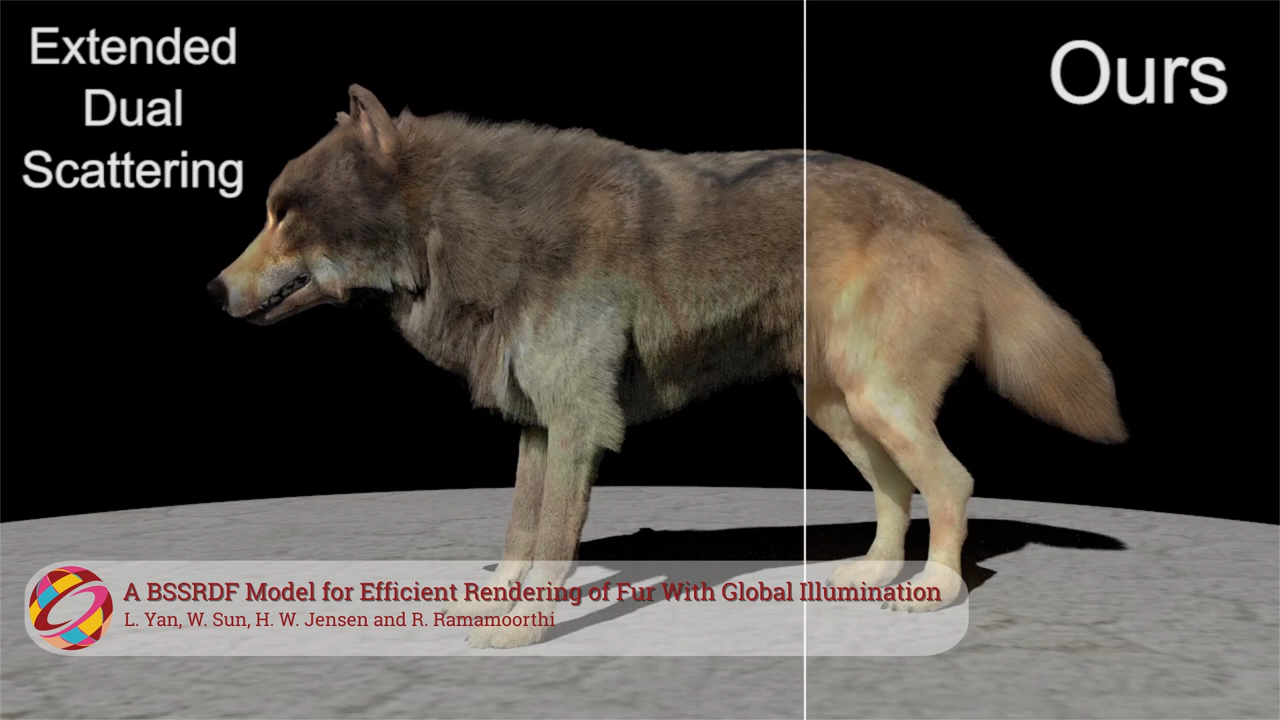 Extended
Dual
Scattering
Ours
A BSSRDF Model for Efficient Rendering of Fur With Global Illumination
L. Yan, W. Sun, H. W. Jensen and R. Ramamoorthi